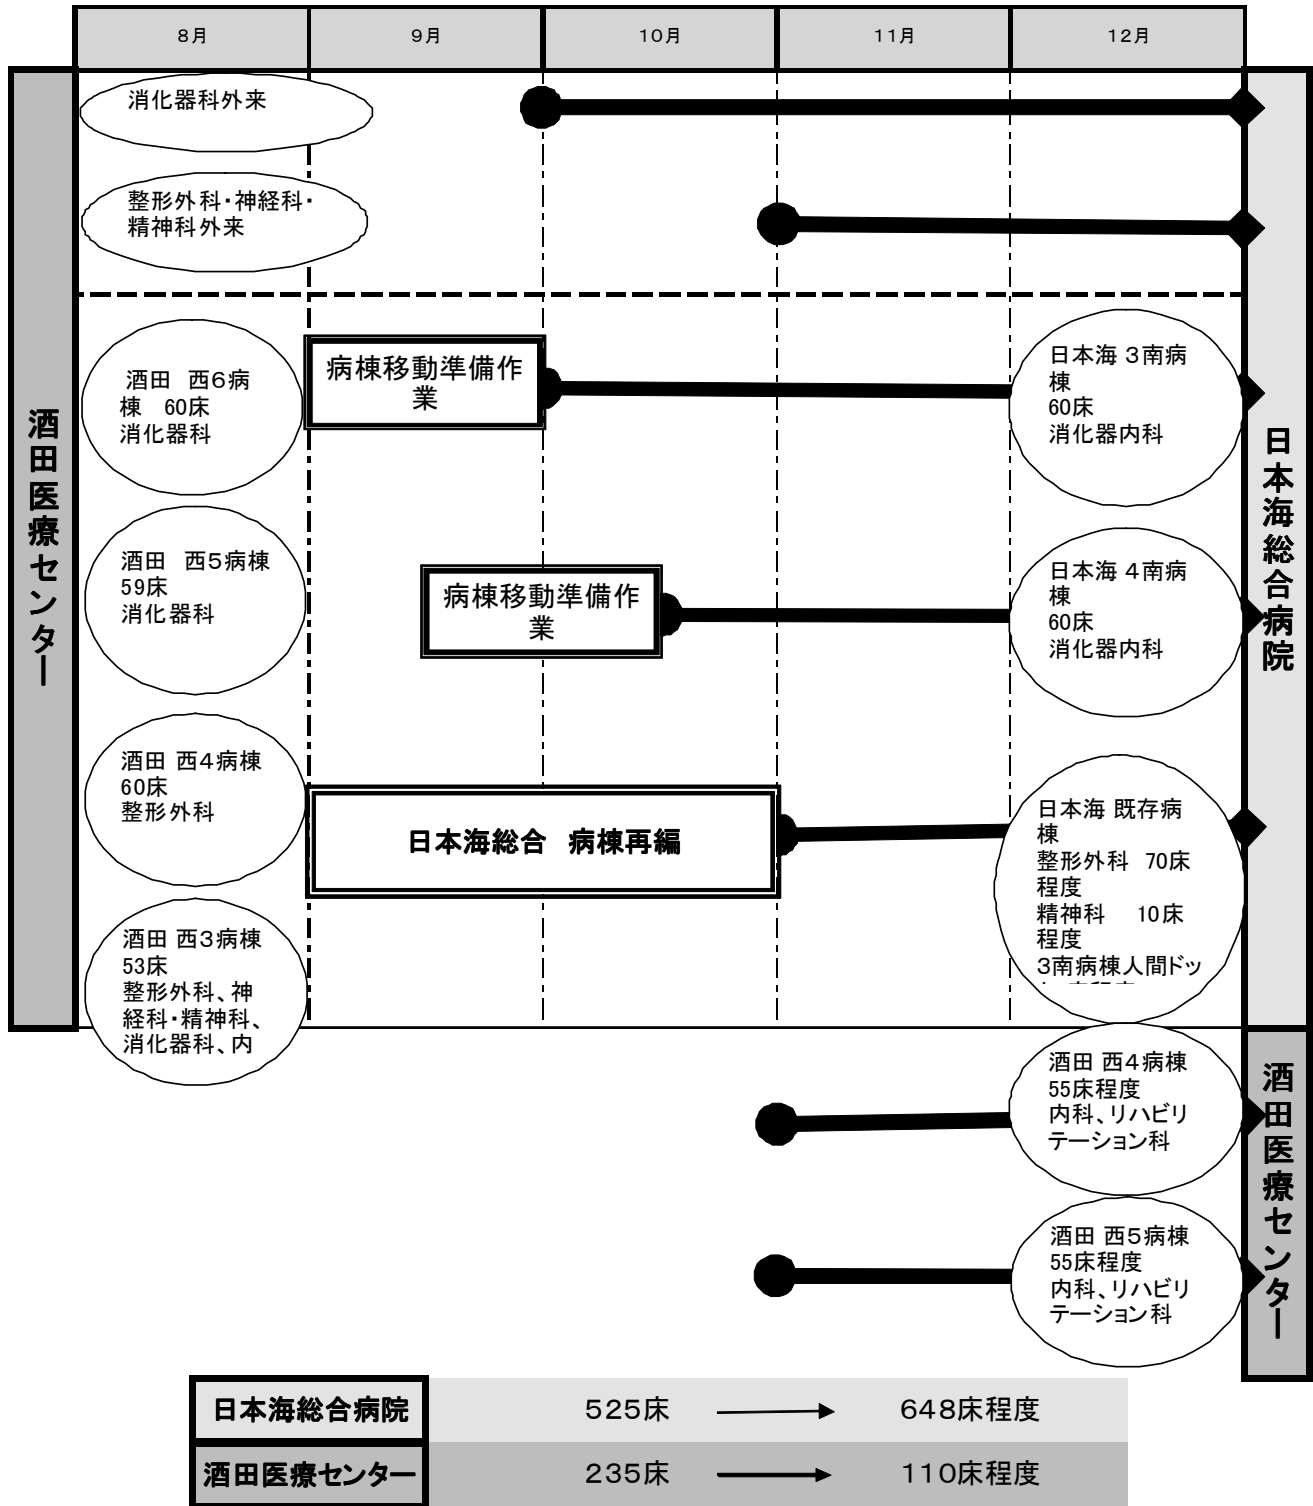 8月
9月
10月
11月
12月
酒田医療センター
日本海総合病院
酒田医療センター
消化器科外来
整形外科・神経科・
精神科外来
酒田　西6病
棟　60床
消化器科
病棟移動準備作
業
日本海 3南病
棟
60床
消化器内科
酒田　西5病棟
59床
消化器科
病棟移動準備作
業
日本海 4南病
棟
60床
消化器内科
酒田 西4病棟
60床
整形外科
日本海総合　病棟再編
日本海 既存病
棟
整形外科　70床
程度
精神科　　10床
程度
3南病棟人間ドッ
酒田 西3病棟
53床
整形外科、神
経科・精神科、
消化器科、内
酒田 西4病棟
55床程度
内科、リハビリ
テーション科
酒田 西5病棟
55床程度
内科、リハビリ
テーション科
日本海総合病院　525床　648床程度
酒田医療センター　235床　110床程度